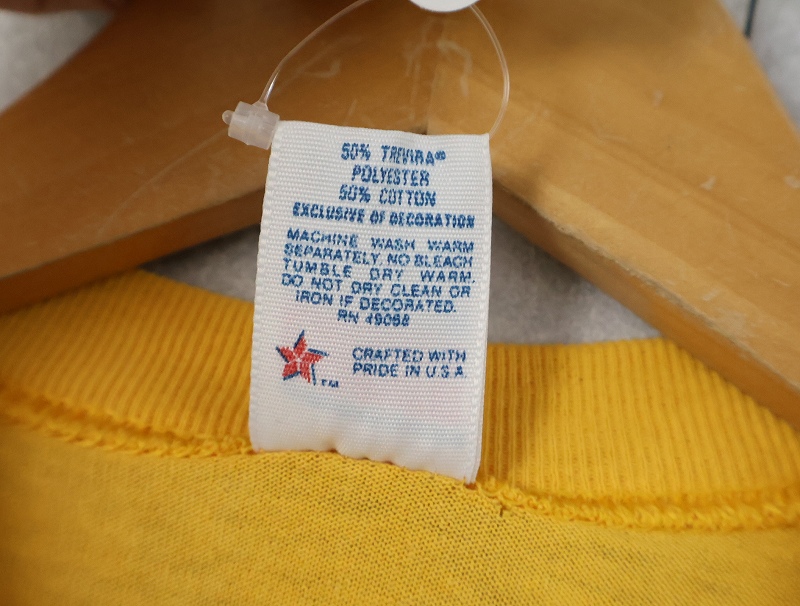 50% TREVIRA®
POLYESTER
50% COTTON
EXCLUSIVE OF DECORATION
MACHINE WASH WARM
SEPARATELY. NO BLEACH
TUMBLE DRY WARM.
DO NOT DRY CLEAN OR
IRON IF DECORATED.
RN 49068
TM
CRAFTED WITH
PRIDE IN U.S.A.